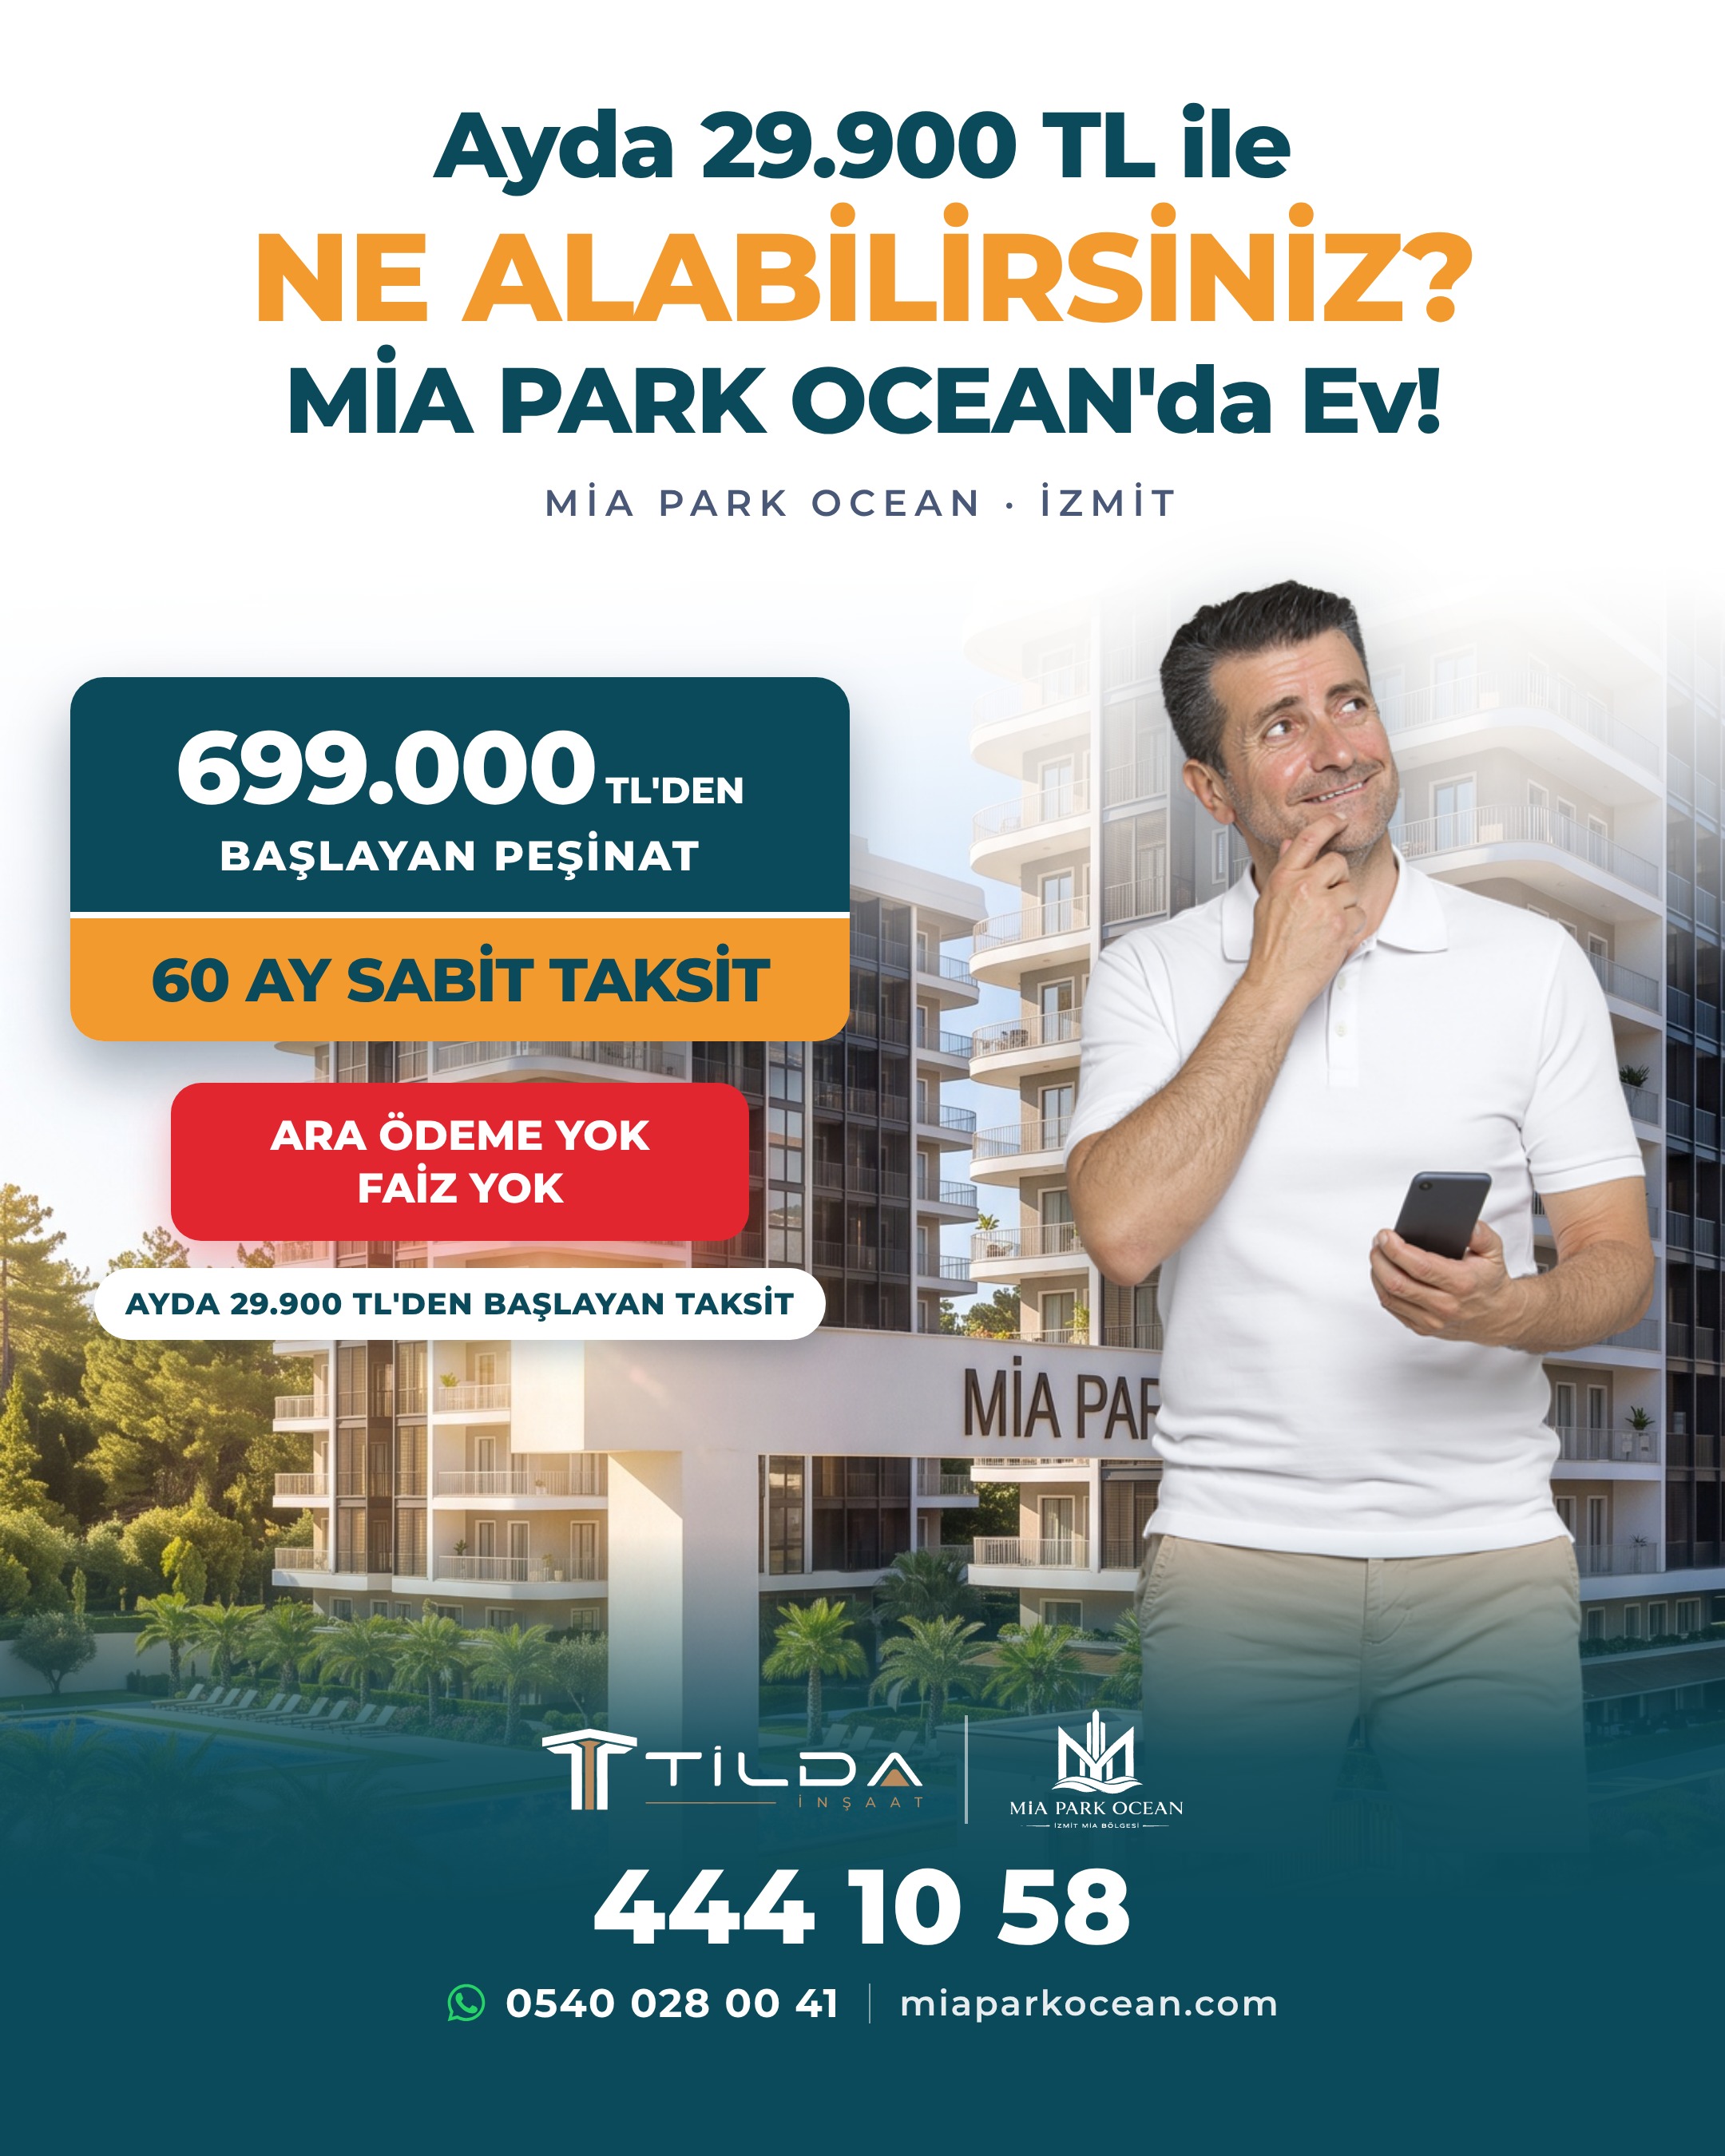 Ayda 29.900 TL ile
NE ALABİLİRSİNİZ?
MİA PARK OCEAN'da Ev!
MİA PARK OCEAN · İZMİT
699.000 TL'DEN
BAŞLAYAN PEŞİNAT
60 AY SABİT TAKSİT
ARA ÖDEME YOK
FAİZ YOK
AYDA 29.900 TL'DEN BAŞLAYAN TAKSİT
MİA PAR
TİLDA
İNŞAAT
MİA PARK OCEAN
İZMİT MİA BÖLGESİ
444 10 58
0540 028 00 41
miaparkocean.com